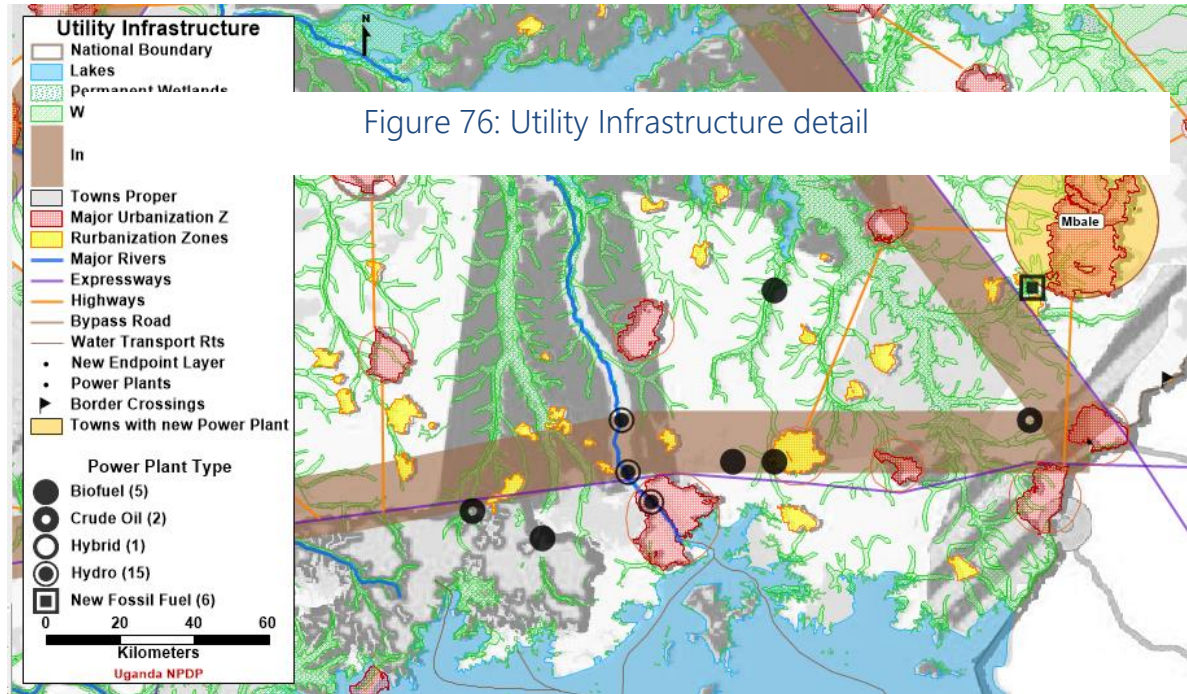 Utility Infrastructure
National Boundary
Lakes
Permanent Wetlands
W
In
Towns Proper
Major Urbanization Z
Rurbanization Zones
Major Rivers
Expressways
Highways
Bypass Road
Water Transport Rts
New Endpoint Layer
Power Plants
Border Crossings
Towns with new Power Plant
Power Plant Type
Biofuel (5)
Crude Oil (2)
Hybrid (1)
Hydro (15)
New Fossil Fuel (6)
0 20 40 60
Kilometers
Uganda NPDP
N
Figure 76: Utility Infrastructure detail
Mbale